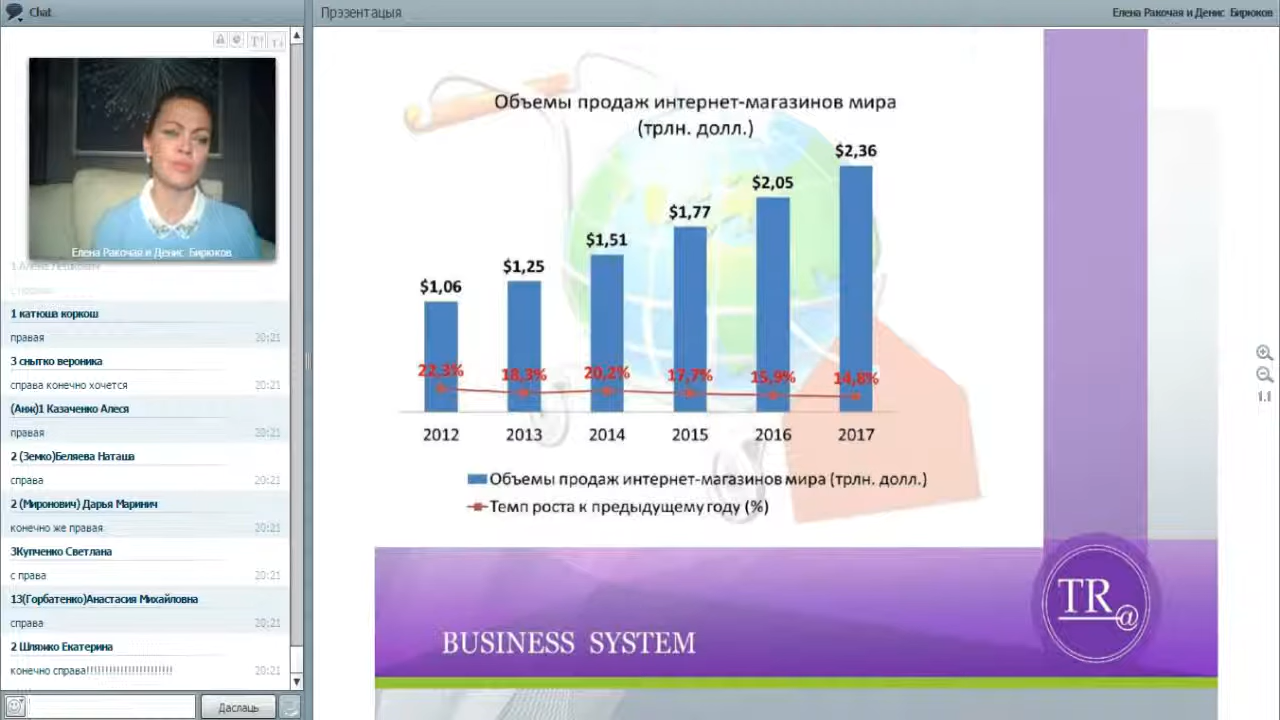 Chat
Елена Ракочая и Денис Бирюков
1 катюша коркош
правая
20:21
3 снытко вероника
справа конечно хочется
20:21
(Анж)1 Казаченко Алеся
правая
20:21
2 (Земко)Беляева Наташа
справа
20:21
2 (Миронович) Дарья Маринич
конечно же правая
20:21
3Купченко Светлана
с права
20:21
13(Горбатенко)Анастасия Михайловна
справа
20:21
2 Шляжко Екатерина
конечно справа!!!!!!!!!!!!!!!!!!!!!!!
20:21
Даслаць
Прэзентацыя
Елена Ракочая и Денис Бирюков
Объемы продаж интернет-магазинов мира
(трлн. долл.)
$1,06 $1,25 $1,51 $1,77 $2,05 $2,36
22,3% 18,3% 20,2% 17,7% 15,9% 14,8%
2012 2013 2014 2015 2016 2017
Объемы продаж интернет-магазинов мира (трлн. долл.)
Темп роста к предыдущему году (%)
TR@
BUSINESS SYSTEM
1:1